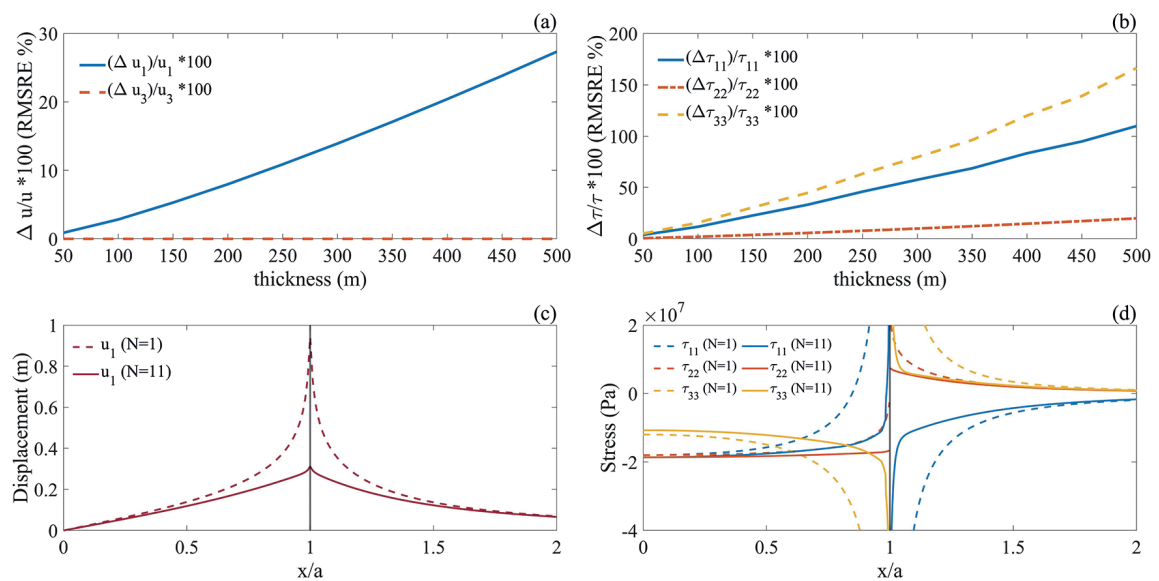 (a)
30
20
10
0
50 100 150 200 250 300 350 400 450 500
Δ u/u *100 (RMSRE %)
thickness (m)
(Δ u1)/u1 *100
(Δ u3)/u3 *100
(b)
200
150
100
50
0
50 100 150 200 250 300 350 400 450 500
Δτ/τ *100 (RMSRE %)
thickness (m)
(Δτ11)/τ11 *100
(Δτ22)/τ22 *100
(Δτ33)/τ33 *100
(c)
1
0.8
0.6
0.4
0.2
0
0 0.5 1 1.5 2
Displacement (m)
x/a
u1 (N=1)
u1 (N=11)
×10^7
(d)
2
0
-2
-4
0 0.5 1 1.5 2
Stress (Pa)
x/a
τ11 (N=1) τ11 (N=11)
τ22 (N=1) τ22 (N=11)
τ33 (N=1) τ33 (N=11)